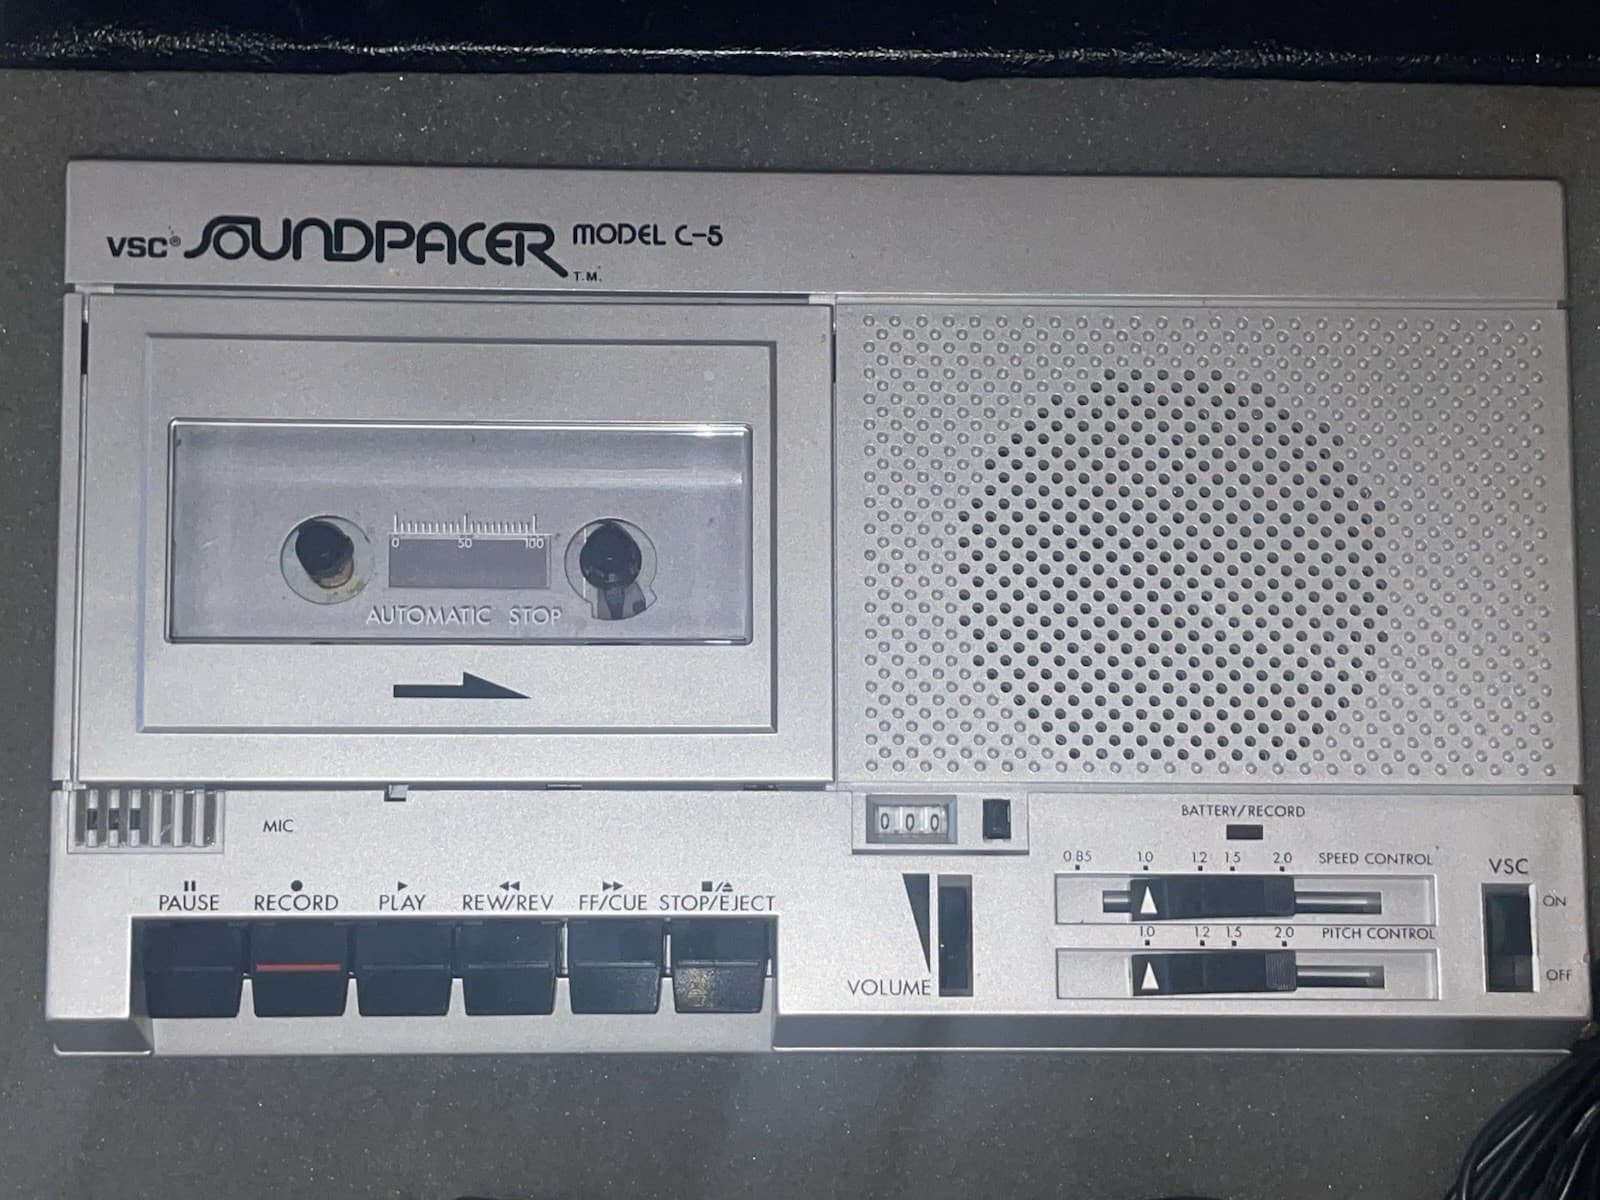 VSC® SOUNDPACER T.M. MODEL C-5
0 50 100
AUTOMATIC STOP
MIC
000
BATTERY/RECORD
0.85 1.0 1.2 1.5 2.0 SPEED CONTROL
1.0 1.2 1.5 2.0 PITCH CONTROL
VSC
ON
OFF
VOLUME
PAUSE RECORD PLAY REW/REV FF/CUE STOP/EJECT